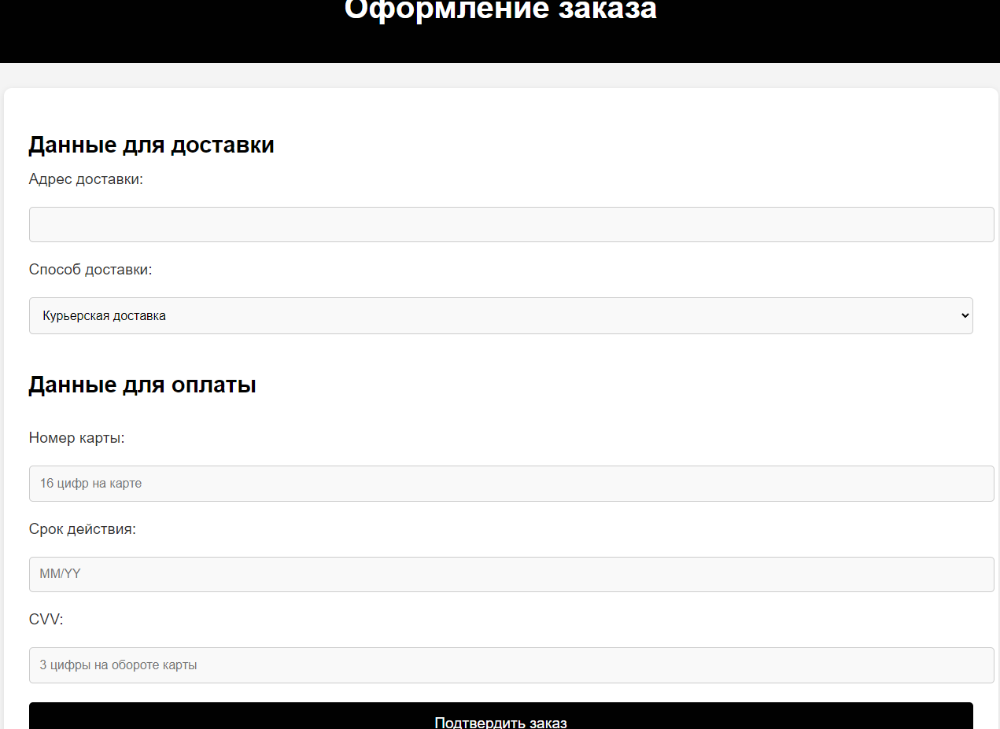 Оформление заказа
Данные для доставки
Адрес доставки:
Способ доставки:
Курьерская доставка
Данные для оплаты
Номер карты:
16 цифр на карте
Срок действия:
MM/YY
CVV:
3 цифры на обороте карты
Подтвердить заказ